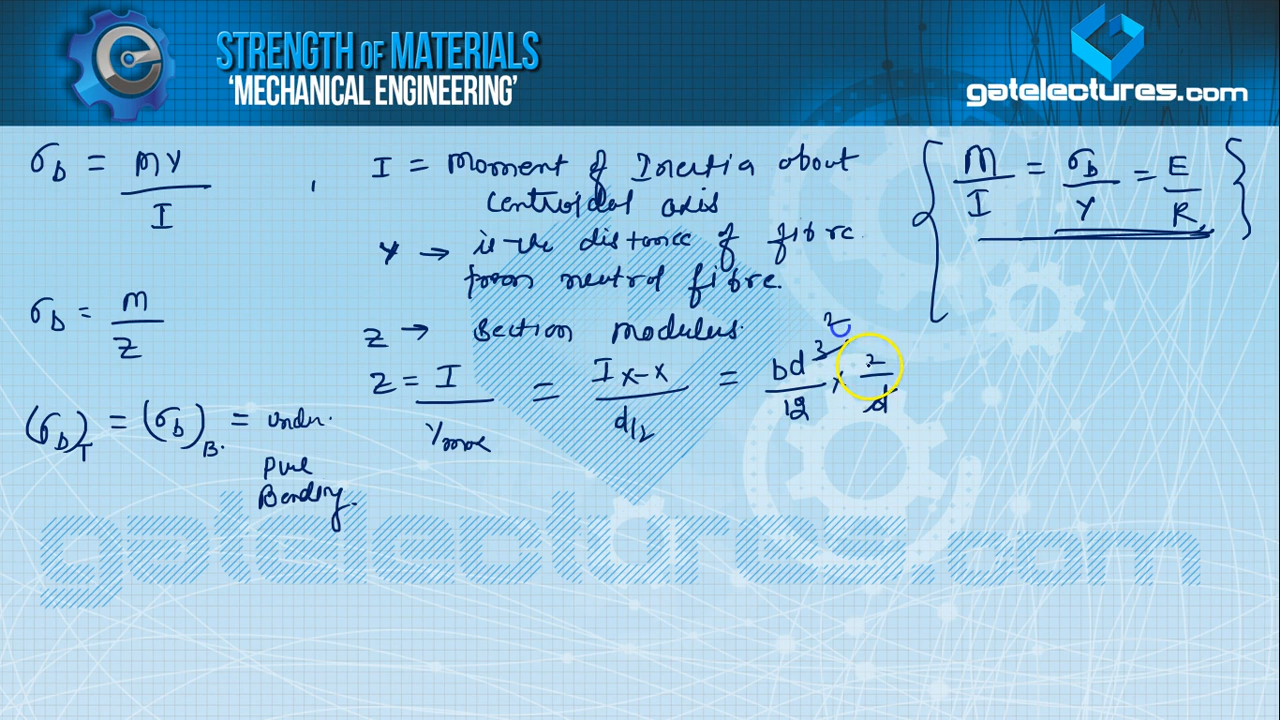 STRENGTH OF MATERIALS
'MECHANICAL ENGINEERING'
gatelectures.com
σb = MY / I , I = Moment of Inertia about
centroidal axis
{ M / I = σb / Y = E / R }
Y → is the distance of fibre
from neutral fibre.
σb = M / Z
Z → Section modulus.
Z = I / Ymax = I x-x / d/2 = bd³ / 12 × 2 / d
2
(σb)T = (σb)B. = under.
pure
Bending.
gatelectures.com